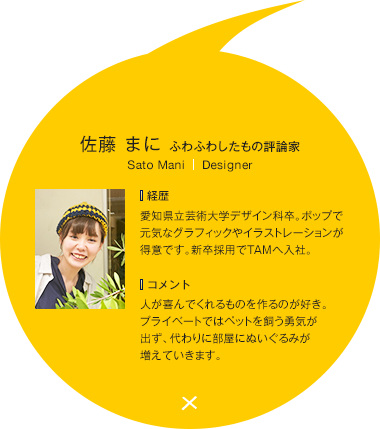 佐藤 まに ふわふわしたもの評論家
Sato Mani | Designer
経歴
愛知県立芸術大学デザイン科卒。ポップで
元気なグラフィックやイラストレーションが
得意です。新卒採用でTAMへ入社。
コメント
人が喜んでくれるものを作るのが好き。
プライベートではペットを飼う勇気が
出ず、代わりに部屋にぬいぐるみが
増えていきます。